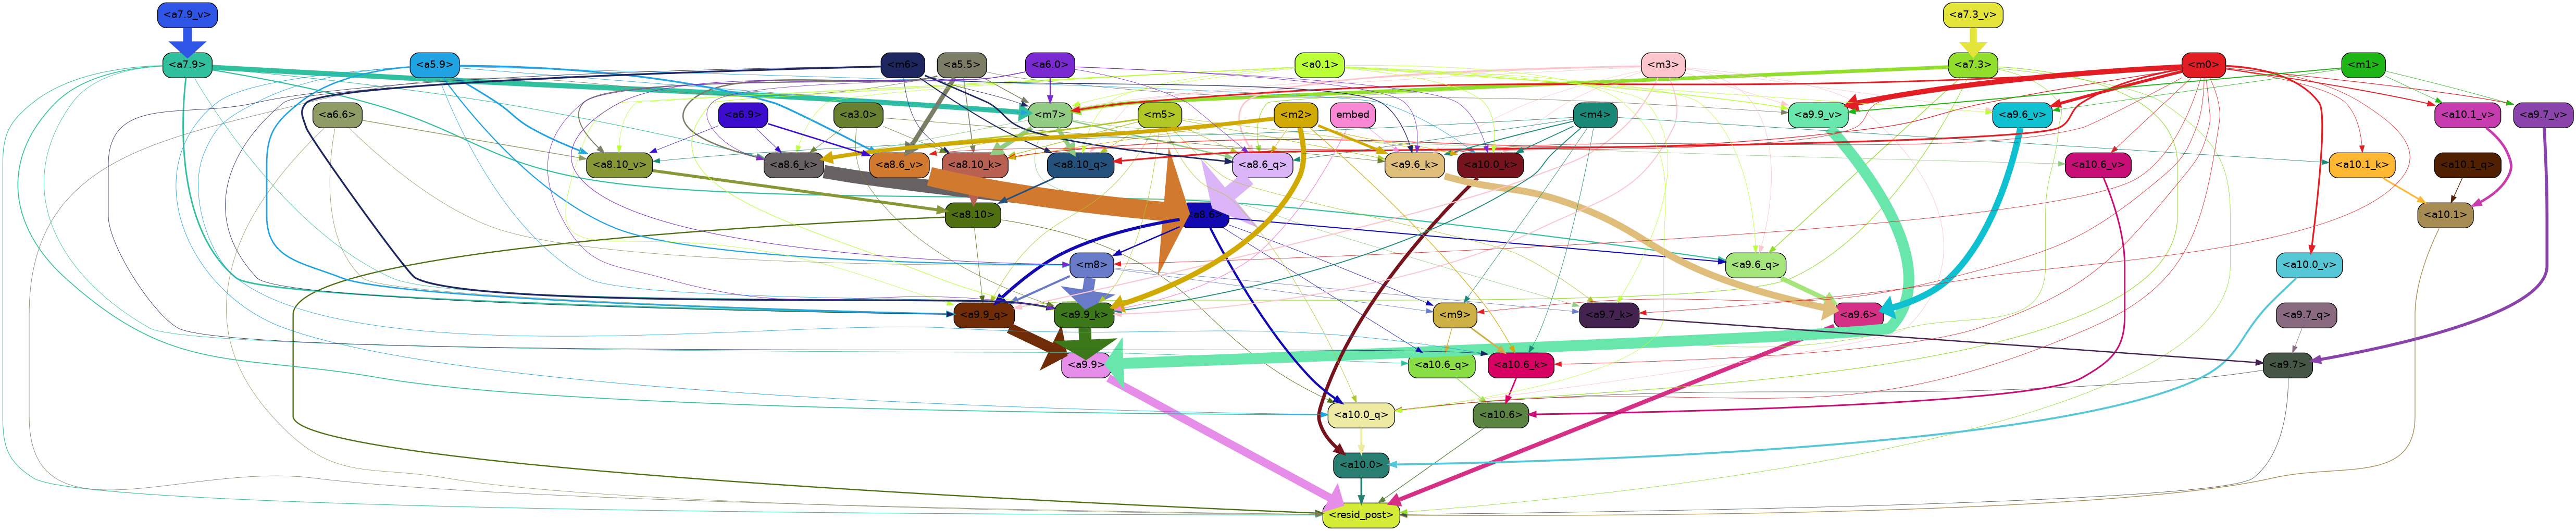 <a7.9_v> <a7.3_v>
<a7.9> <a5.9> <m6> <a5.5> <a6.0> <a0.1> <m3> <a7.3> <m0> <m1>
<a6.6> <a6.9> <a3.0> <m7> <m5> <m2> embed <m4> <a9.9_v> <a9.6_v> <a10.1_v> <a9.7_v>
<a8.10_v> <a8.6_k> <a8.6_v> <a8.10_k> <a8.10_q> <a8.6_q> <a9.6_k> <a10.0_k> <a10.6_v> <a10.1_k> <a10.1_q>
<a8.10> <a8.6> <a10.1>
<m8> <a9.6_q> <a10.0_v>
<a9.9_q> <a9.9_k> <m9> <a9.7_k> <a9.6> <a9.7_q>
<a9.9> <a10.6_q> <a10.6_k> <a9.7>
<a10.0_q> <a10.6>
<a10.0>
<resid_post>